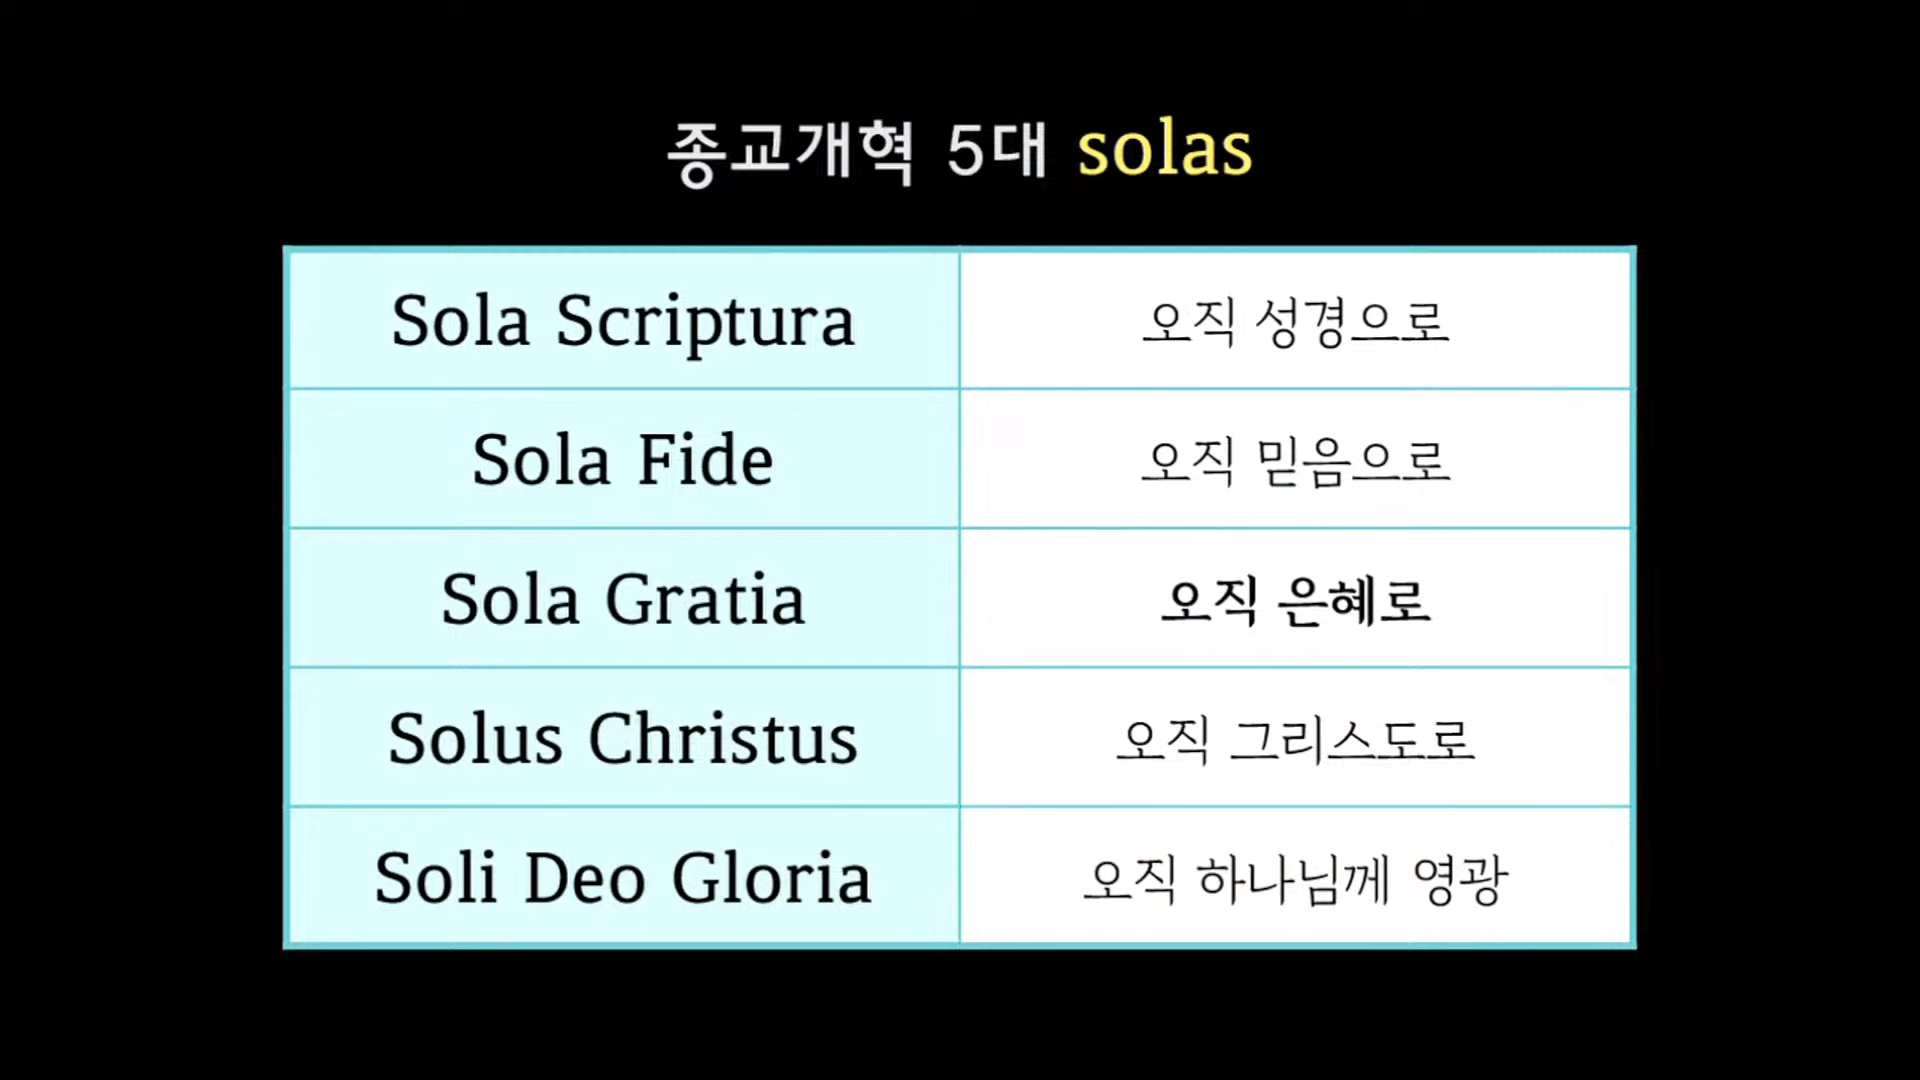 종교개혁 5대 solas
Sola Scriptura 오직 성경으로
Sola Fide 오직 믿음으로
Sola Gratia 오직 은혜로
Solus Christus 오직 그리스도로
Soli Deo Gloria 오직 하나님께 영광